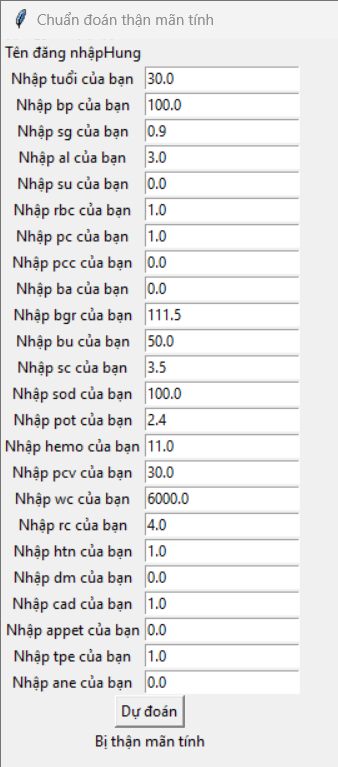 Chuẩn đoán thận mãn tính
Tên đăng nhậpHung
Nhập tuổi của bạn 30.0
Nhập bp của bạn 100.0
Nhập sg của bạn 0.9
Nhập al của bạn 3.0
Nhập su của bạn 0.0
Nhập rbc của bạn 1.0
Nhập pc của bạn 1.0
Nhập pcc của bạn 0.0
Nhập ba của bạn 0.0
Nhập bgr của bạn 111.5
Nhập bu của bạn 50.0
Nhập sc của bạn 3.5
Nhập sod của bạn 100.0
Nhập pot của bạn 2.4
Nhập hemo của bạn 11.0
Nhập pcv của bạn 30.0
Nhập wc của bạn 6000.0
Nhập rc của bạn 4.0
Nhập htn của bạn 1.0
Nhập dm của bạn 0.0
Nhập cad của bạn 1.0
Nhập appet của bạn 0.0
Nhập tpe của bạn 1.0
Nhập ane của bạn 0.0
Dự đoán
Bị thận mãn tính